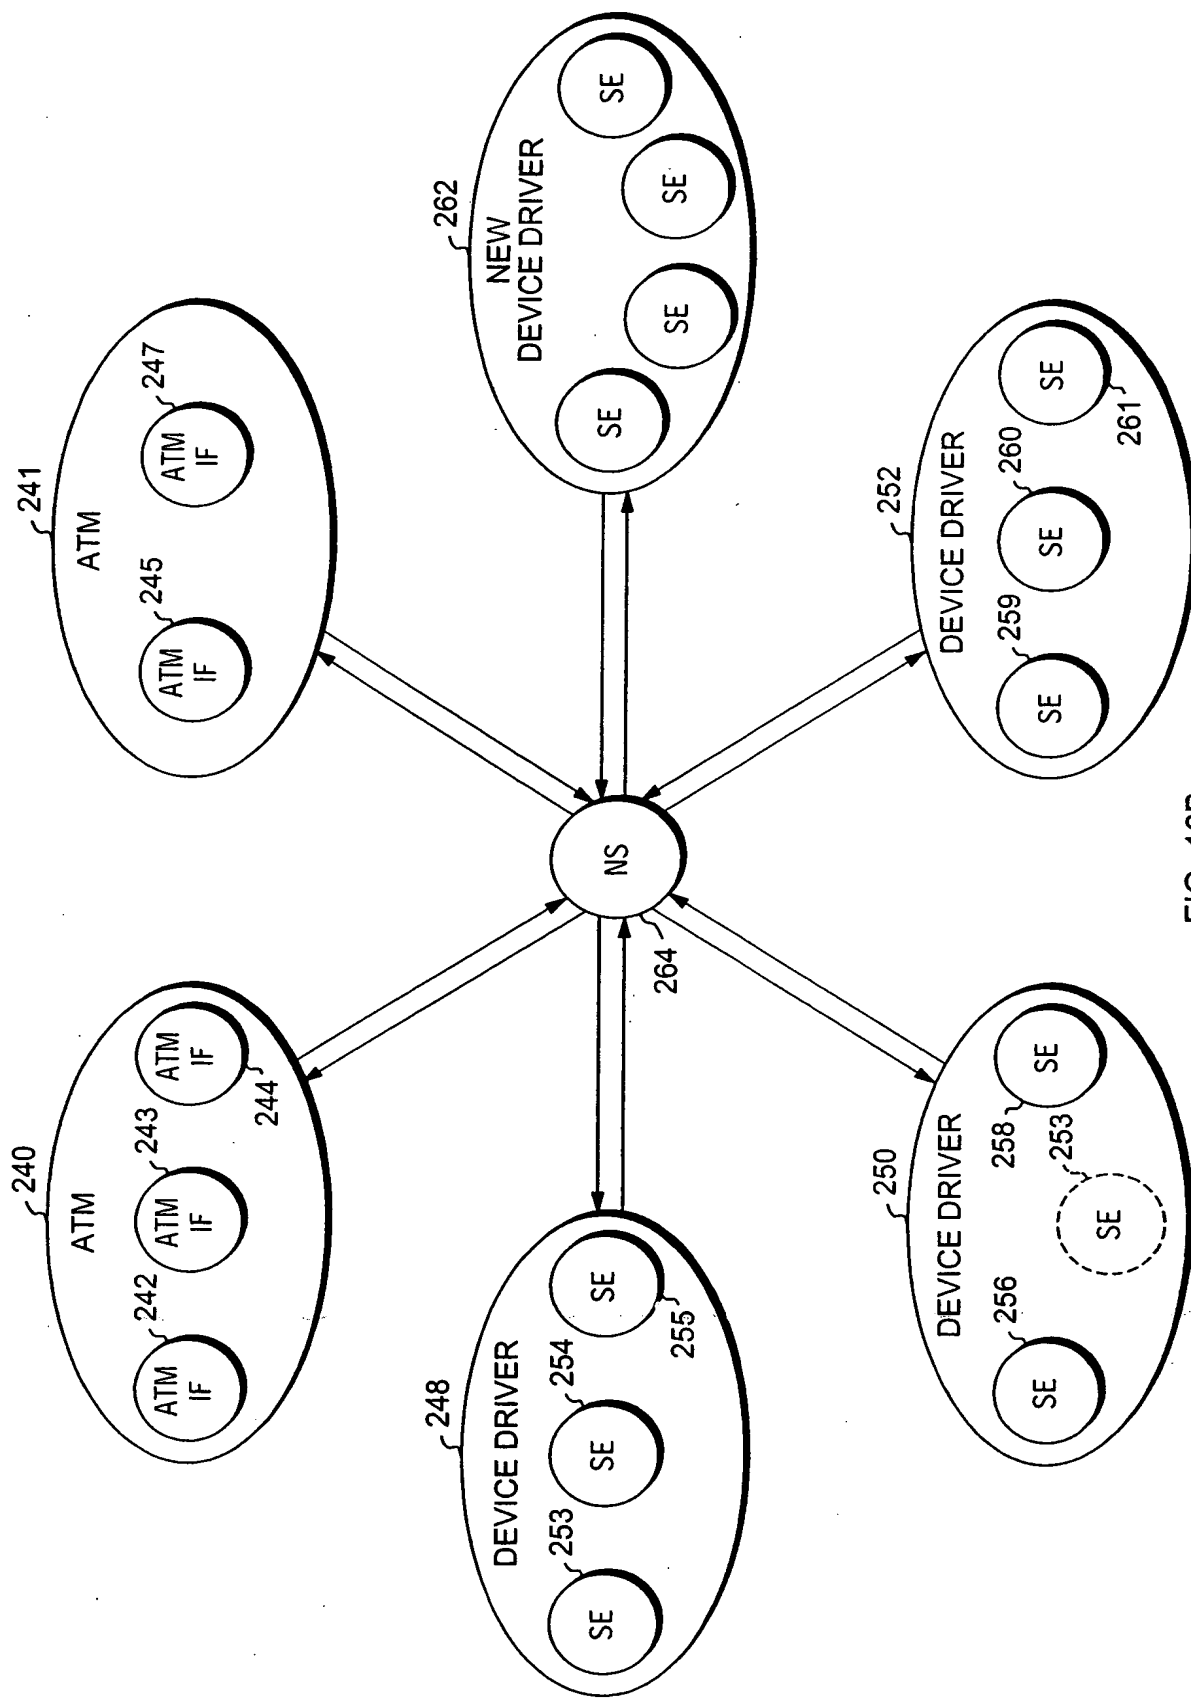 240
ATM
242
243
ATM
IF
ATM
IF
ATM
IF
244
241
ATM
245
247
ATM
IF
ATM
IF
248
DEVICE DRIVER
253
254
SE
SE
SE
255
NS
264
262
NEW
DEVICE DRIVER
SE
SE
SE
SE
250
DEVICE DRIVER
256
SE
258
SE
253
SE
252
DEVICE DRIVER
259
260
SE
SE
SE
261
FIG.